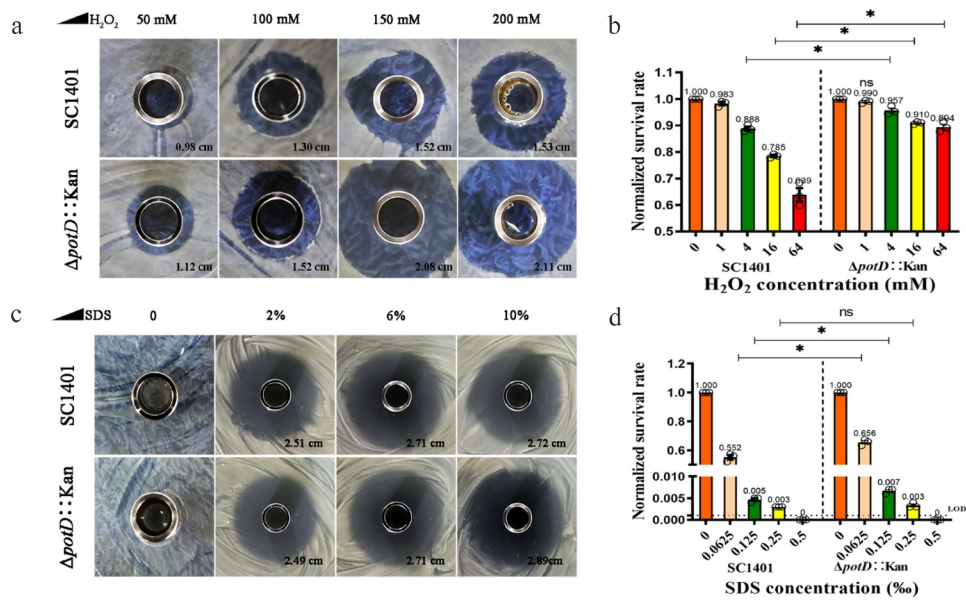 a
H₂O₂ 50 mM 100 mM 150 mM 200 mM
SC1401
0.98 cm 1.30 cm 1.52 cm 1.53 cm
ΔpotD::Kan
1.12 cm 1.52 cm 2.08 cm 2.11 cm
b
* 
*
*
ns
Normalized survival rate
1.1
1.0
0.9
0.8
0.7
0.6
0.5
1.000 0.983 0.888 0.785 0.639
1.000 0.990 0.957 0.910 0.894
0 1 4 16 64 0 1 4 16 64
SC1401 ΔpotD::Kan
H₂O₂ concentration (mM)
c
SDS 0 2% 6% 10%
SC1401
2.51 cm 2.71 cm 2.72 cm
ΔpotD::Kan
2.49 cm 2.71 cm 2.89cm
d
ns
*
*
Normalized survival rate
1.2
1.0
0.8
0.6
0.010
0.005
0.000
1.000 0.552 0.005 0.003 0
1.000 0.656 0.007 0.003 0
LOD
0 0.0625 0.125 0.25 0.5 0 0.0625 0.125 0.25 0.5
SC1401 ΔpotD::Kan
SDS concentration (‰)